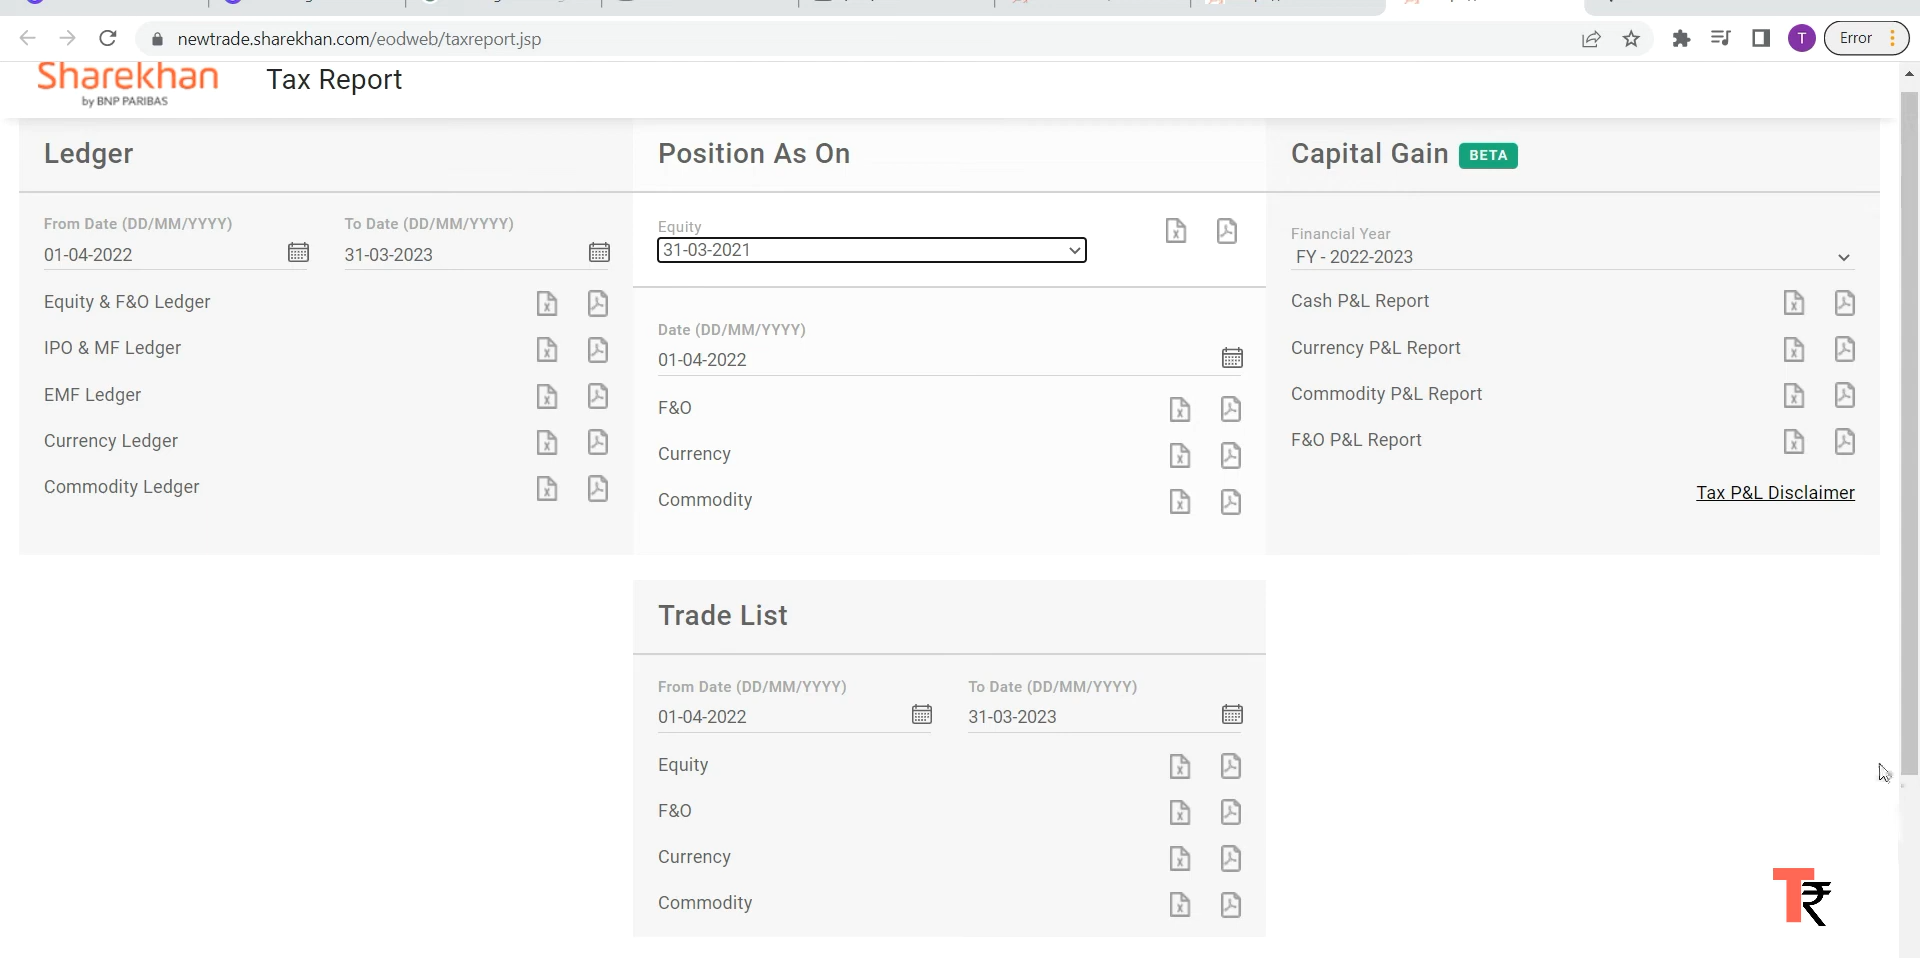 newtrade.sharekhan.com/eodweb/taxreport.jsp
T
Error
Sharekhan
by BNP PARIBAS
Tax Report
Ledger
From Date (DD/MM/YYYY)
To Date (DD/MM/YYYY)
01-04-2022
31-03-2023
Equity & F&O Ledger
IPO & MF Ledger
EMF Ledger
Currency Ledger
Commodity Ledger
Position As On
Equity
31-03-2021
Date (DD/MM/YYYY)
01-04-2022
F&O
Currency
Commodity
Capital Gain BETA
Financial Year
FY - 2022-2023
Cash P&L Report
Currency P&L Report
Commodity P&L Report
F&O P&L Report
Tax P&L Disclaimer
Trade List
From Date (DD/MM/YYYY)
To Date (DD/MM/YYYY)
01-04-2022
31-03-2023
Equity
F&O
Currency
Commodity
T₹